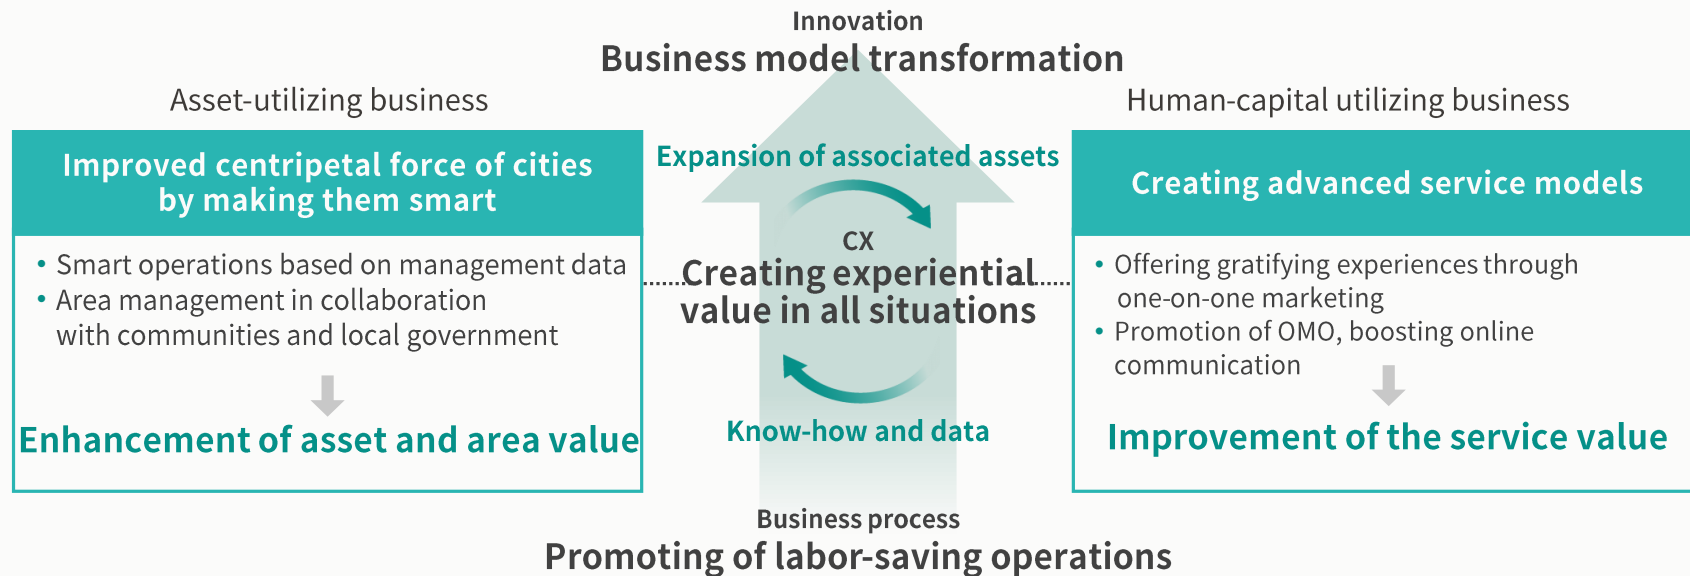 Innovation
Business model transformation
Asset-utilizing business
Improved centripetal force of cities
by making them smart
• Smart operations based on management data
• Area management in collaboration
with communities and local government
Enhancement of asset and area value
Expansion of associated assets
CX
Creating experiential
value in all situations
Know-how and data
Human-capital utilizing business
Creating advanced service models
• Offering gratifying experiences through
one-on-one marketing
• Promotion of OMO, boosting online
communication
Improvement of the service value
Business process
Promoting of labor-saving operations